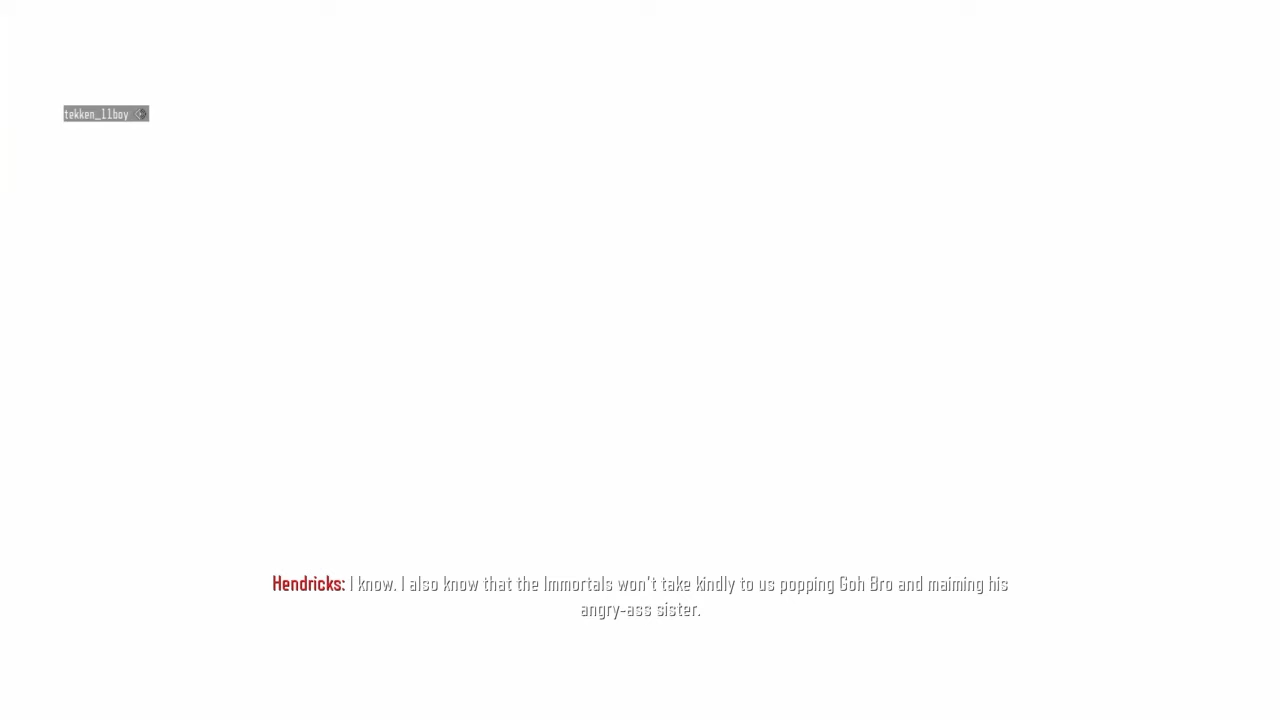 tekken_11boy
Hendricks: I know. I also know that the Immortals won't take kindly to us popping Goh Bro and maiming his
angry-ass sister.